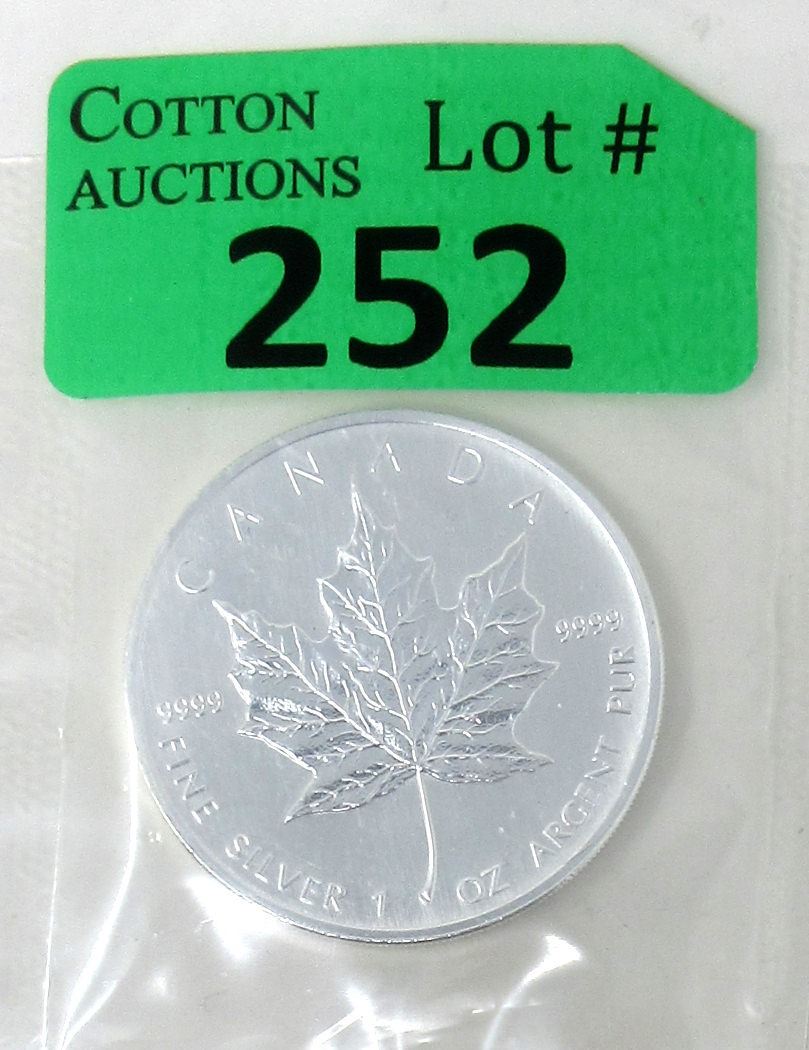 COTTON AUCTIONS
Lot #
252
CANADA
9999
9999
FINE SILVER 1 OZ ARGENT PUR